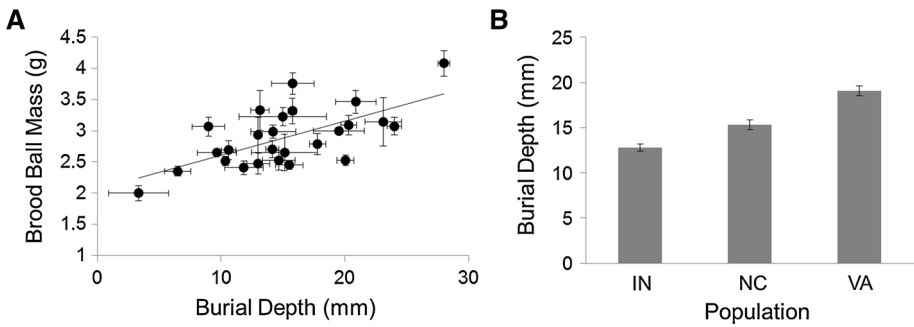 A
Brood Ball Mass (g)
4.5
4
3.5
3
2.5
2
1.5
1
0
10
20
30
Burial Depth (mm)
B
Burial Depth (mm)
25
20
15
10
5
0
IN
NC
VA
Population